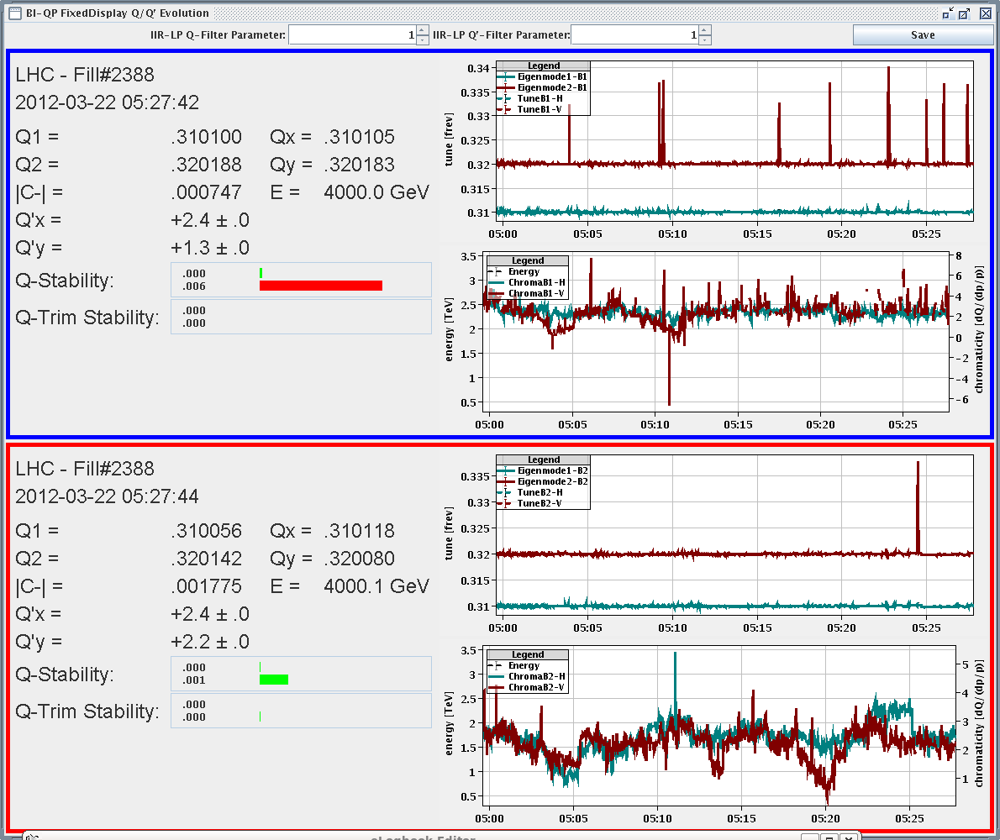 BI-QP FixedDisplay Q/Q' Evolution
IIR-LP Q-Filter Parameter: 1 IIR-LP Q'-Filter Parameter: 1 Save
LHC - Fill#2388
2012-03-22 05:27:42
Q1 = .310100 Qx = .310105
Q2 = .320188 Qy = .320183
|C-| = .000747 E = 4000.0 GeV
Q'x = +2.4 ± .0
Q'y = +1.3 ± .0
Q-Stability: .000
.006
Q-Trim Stability: .000
.000
Legend
Eigenmode1-B1
Eigenmode2-B1
TuneB1-H
TuneB1-V
tune [frev]
0.34
0.335
0.33
0.325
0.32
0.315
0.31
05:00 05:05 05:10 05:15 05:20 05:25
Legend
Energy
ChromaB1-H
ChromaB1-V
energy [TeV]
3.5
3
2.5
2
1.5
1
0.5
8
6
4
2
0
-2
-4
-6
chromaticity [dQ/(dp/p)]
05:00 05:05 05:10 05:15 05:20 05:25
LHC - Fill#2388
2012-03-22 05:27:44
Q1 = .310056 Qx = .310118
Q2 = .320142 Qy = .320080
|C-| = .001775 E = 4000.1 GeV
Q'x = +2.4 ± .0
Q'y = +2.2 ± .0
Q-Stability: .000
.001
Q-Trim Stability: .000
.000
Legend
Eigenmode1-B2
Eigenmode2-B2
TuneB2-H
TuneB2-V
tune [frev]
0.335
0.33
0.325
0.32
0.315
0.31
05:00 05:05 05:10 05:15 05:20 05:25
Legend
Energy
ChromaB2-H
ChromaB2-V
energy [TeV]
3.5
3
2.5
2
1.5
1
0.5
5
4
3
2
1
chromaticity [dQ/(dp/p)]
05:00 05:05 05:10 05:15 05:20 05:25
eLogbook Editor